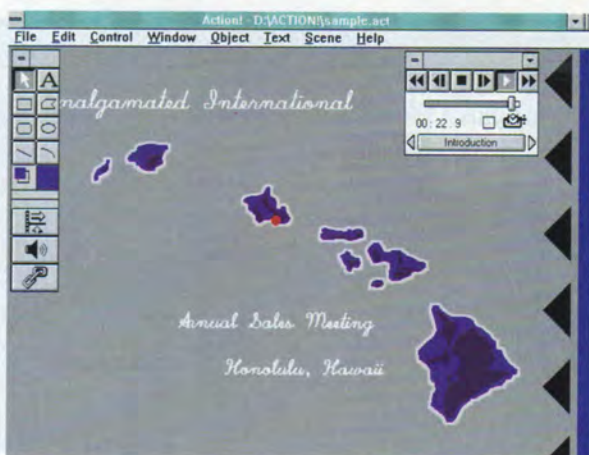 Action! - D:\ACTION!\sample.act
File Edit Control Window Object Text Scene Help
A
malgamated International
00:22.9
Introduction
Annual Sales Meeting
Honolulu, Hawaii